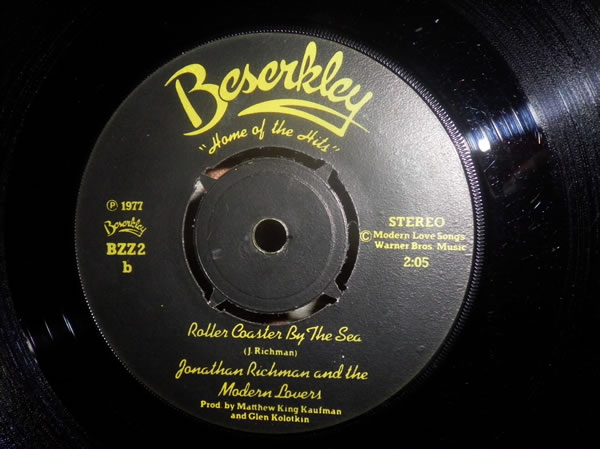 Beserkley
"Home of the Hits"
℗ 1977
Beserkley
BZZ2
b
STEREO
© Modern Love Songs
Warner Bros. Music
2:05
Roller Coaster By The Sea
(J. Richman)
Jonathan Richman and the
Modern Lovers
Prod. by Matthew King Kaufman
and Glen Kolotkin